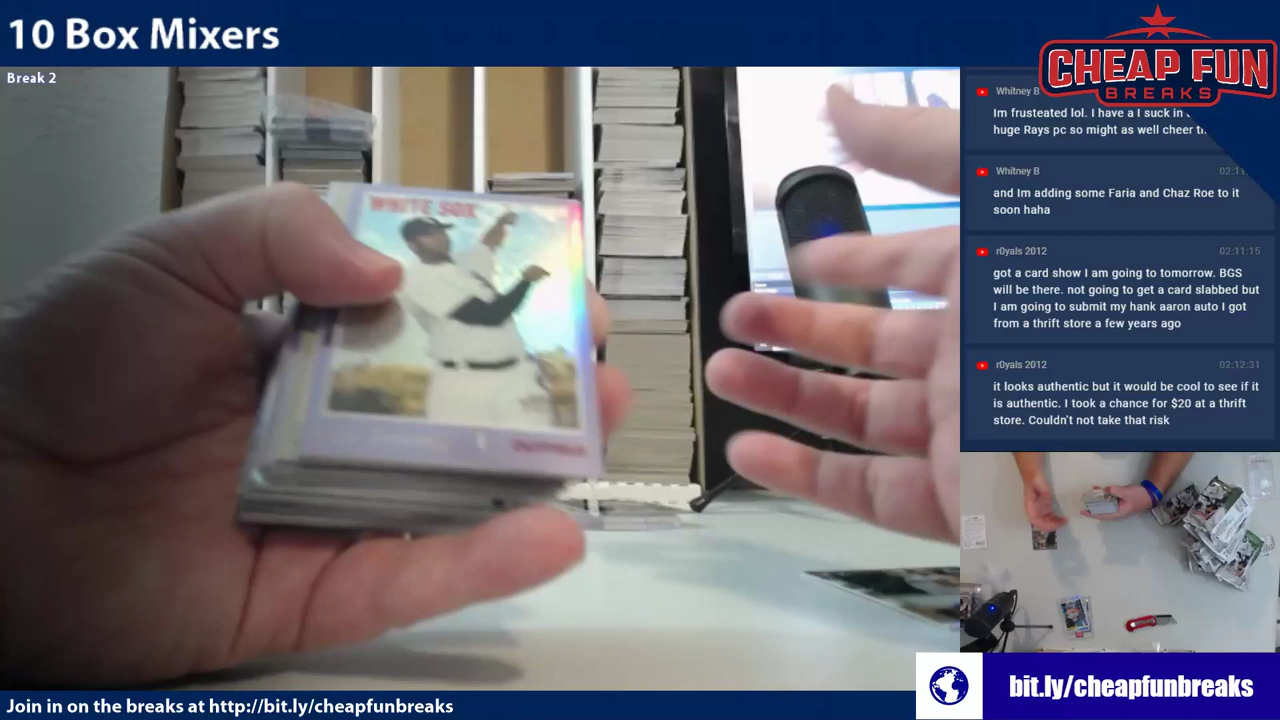 10 Box Mixers
Break 2
CHEAP FUN
BREAKS
Whitney B
Im frusteated lol. I have a I suck in
huge Rays pc so might as well cheer
Whitney B
02:11
and Im adding some Faria and Chaz Roe to it
soon haha
r0yals 2012
02:11:15
got a card show I am going to tomorrow. BGS
will be there. not going to get a card slabbed but
I am going to submit my hank aaron auto I got
from a thrift store a few years ago
r0yals 2012
02:12:31
it looks authentic but it would be cool to see if it
is authentic. I took a chance for $20 at a thrift
store. Couldn't not take that risk
WHITE SOX
bit.ly/cheapfunbreaks
Join in on the breaks at http://bit.ly/cheapfunbreaks